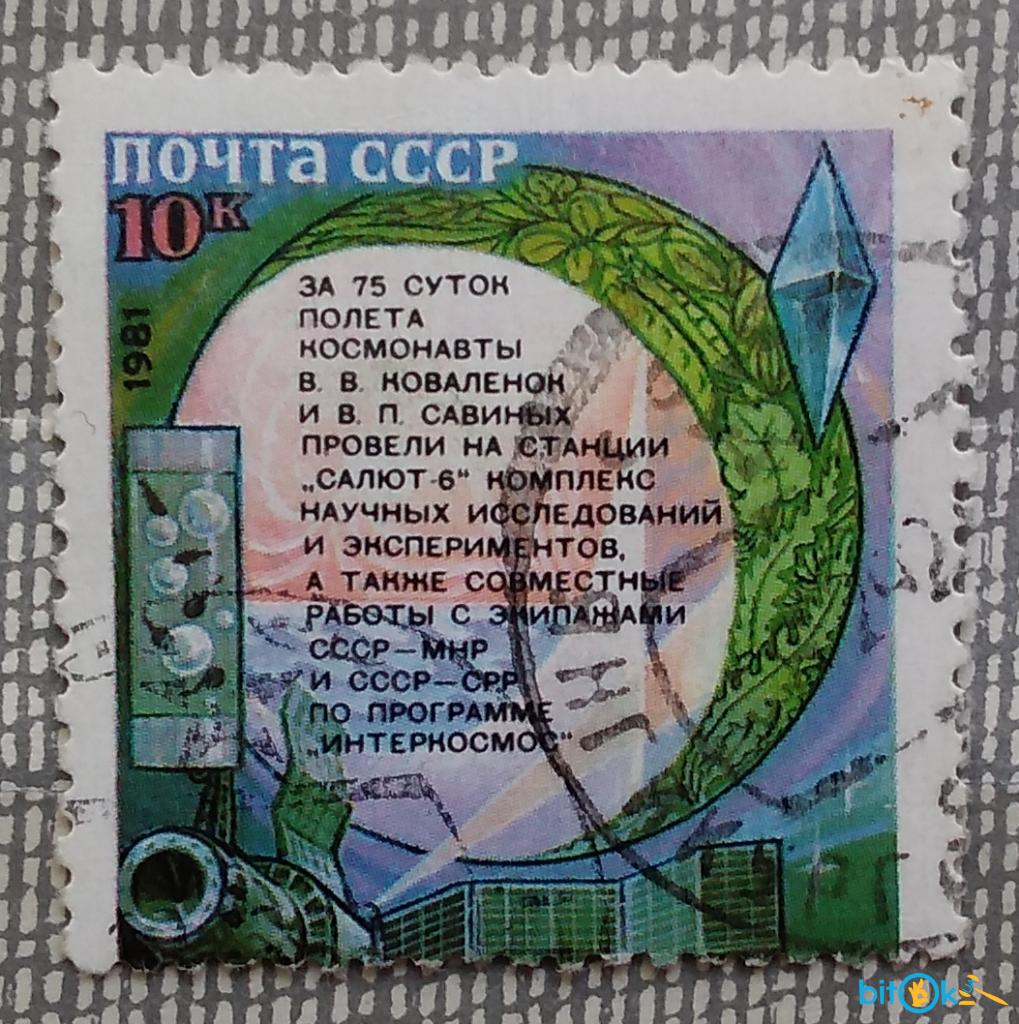 ПОЧТА СССР
10К
1981
ЗА 75 СУТОК
ПОЛЕТА
КОСМОНАВТЫ
В. В. КОВАЛЕНОК
И В. П. САВИНЫХ
ПРОВЕЛИ НА СТАНЦИИ
„САЛЮТ-6“ КОМПЛЕКС
НАУЧНЫХ ИССЛЕДОВАНИЙ
И ЭКСПЕРИМЕНТОВ,
А ТАКЖЕ СОВМЕСТНЫЕ
РАБОТЫ С ЭКИПАЖАМИ
СССР—МНР
И СССР—СРР
ПО ПРОГРАММЕ
„ИНТЕРКОСМОС“
bitOk